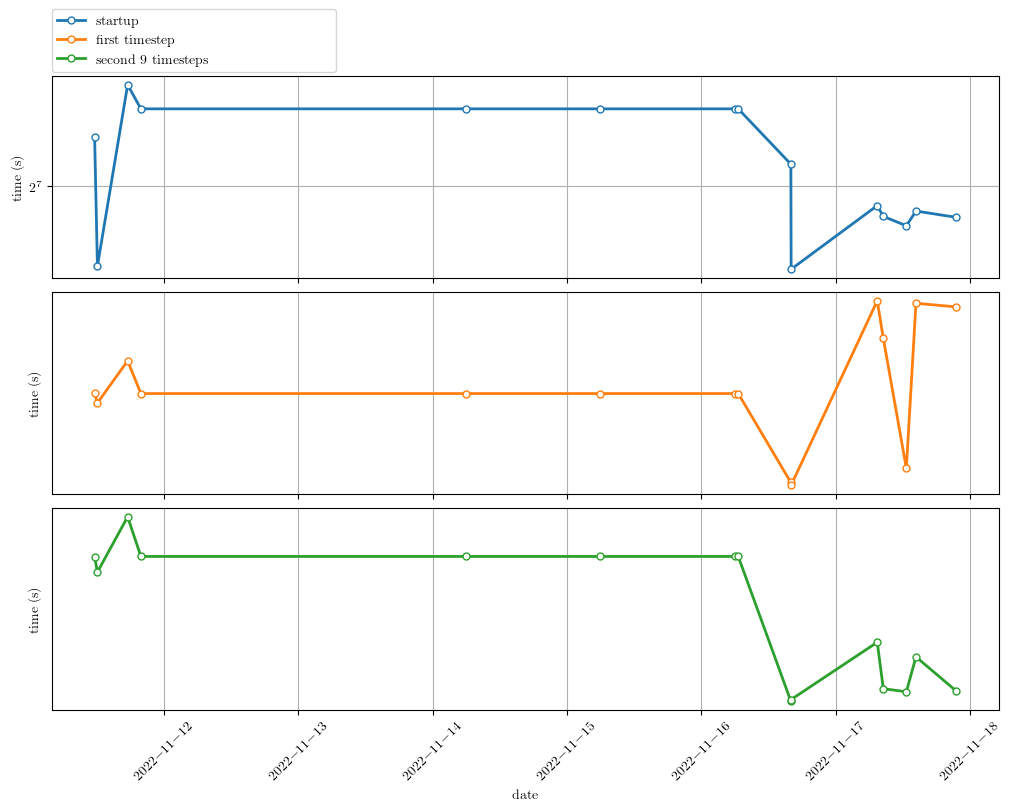 startup
first timestep
second 9 timesteps
time (s)
2⁷
time (s)
time (s)
2022−11−12
2022−11−13
2022−11−14
2022−11−15
2022−11−16
2022−11−17
2022−11−18
date